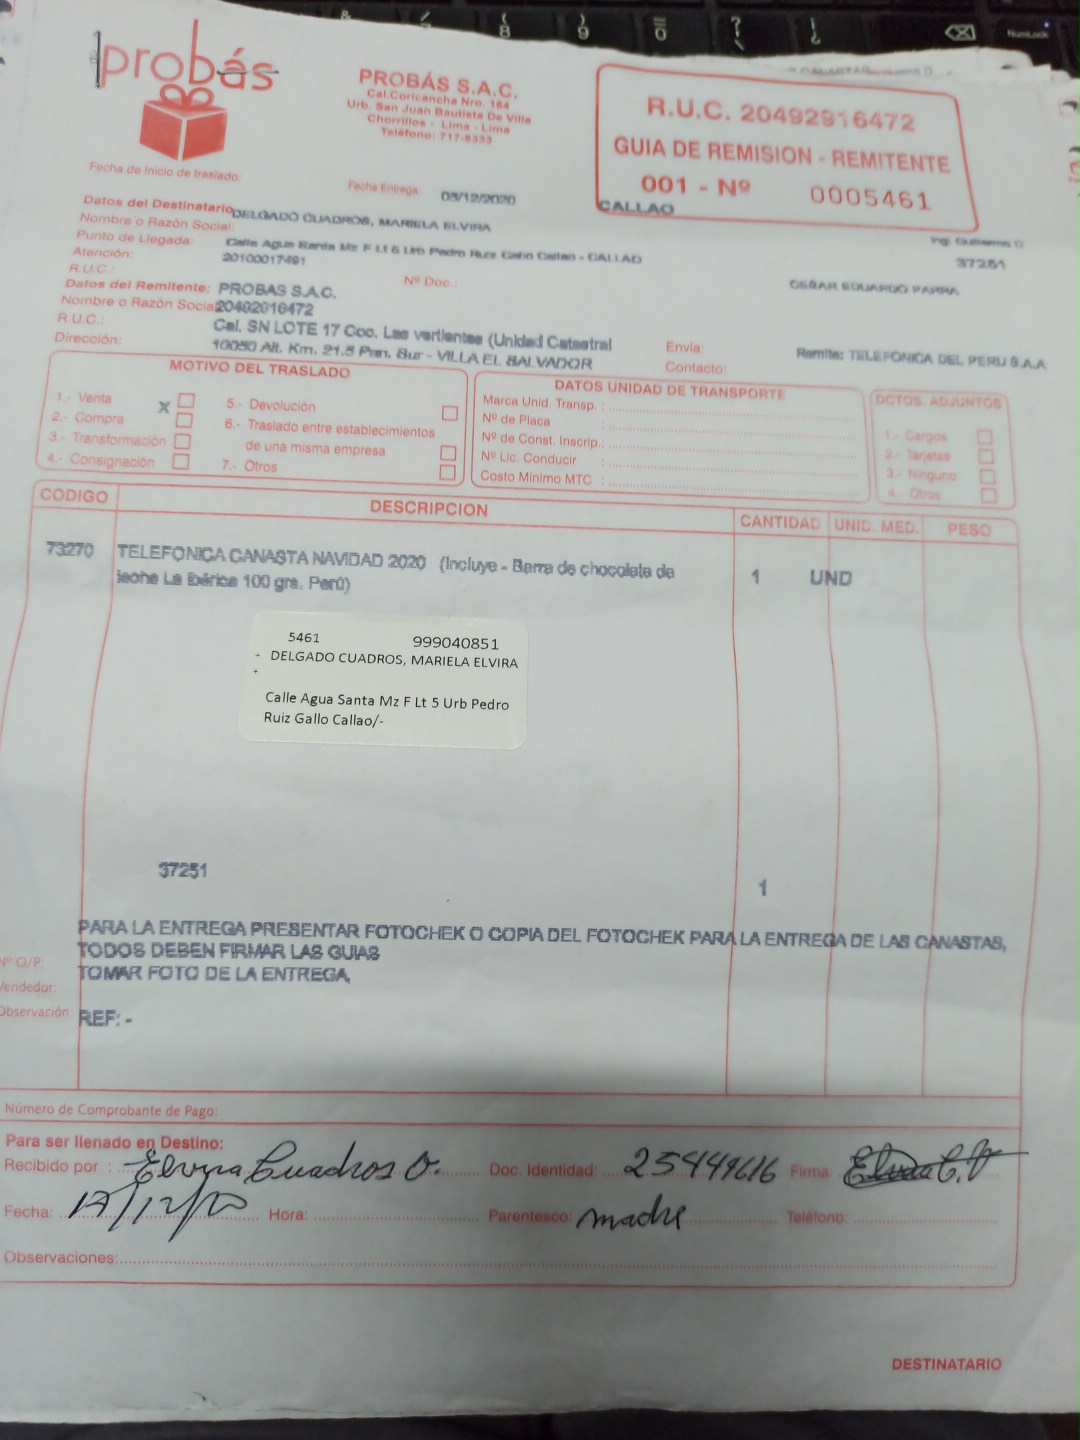 probás
PROBÁS S.A.C.
Cal.Coricancha Nro. 184
Urb. San Juan Bautista De Villa
Chorrillos - Lima - Lima
Teléfono: 717-8333
R.U.C. 20492916472
GUIA DE REMISION - REMITENTE
001 - Nº 0005461
CALLAO
Fecha de Inicio de traslado:
Fecha Entrega: 03/12/2020
Datos del Destinatario
Nombre o Razón Social: DELGADO CUADROS, MARIELA ELVIRA
Punto de Llegada: Calle Agua Santa Mz F Lt 5 Urb Pedro Ruiz Gallo Callao - CALLAO
Atención: 20100017491
Ing. Guillermo D
37251
R.U.C.: Nº Doc.:
CESAR EDUARDO PARRA
Datos del Remitente: PROBAS S.A.C.
Nombre o Razón Social 20492916472
R.U.C.: Cal. SN LOTE 17 Coo. Las vertientes (Unidad Catastral
Dirección: 10050 Alt. Km. 21.5 Pan. Sur - VILLA EL SALVADOR
Envia:
Contacto:
Remite: TELEFONICA DEL PERU S.A.A
MOTIVO DEL TRASLADO
1.- Venta X
2.- Compra
3.- Transformación
4.- Consignación
5.- Devolución
6.- Traslado entre establecimientos
de una misma empresa
7.- Otros
DATOS UNIDAD DE TRANSPORTE
Marca Unid. Transp. :
Nº de Placa :
Nº de Const. Inscrip.:
Nº Lic. Conducir :
Costo Mínimo MTC :
DCTOS. ADJUNTOS
1.- Cargos
2.- Tarjetas
3.- Ninguno
4.- Otros
CODIGO DESCRIPCION CANTIDAD UNID. MED. PESO
73270 TELEFONICA CANASTA NAVIDAD 2020 (Incluye - Barra de chocolate de
leche La Ibérica 100 grs. Perú) 1 UND
5461 999040851
DELGADO CUADROS, MARIELA ELVIRA
Calle Agua Santa Mz F Lt 5 Urb Pedro
Ruiz Gallo Callao/-
37251 1
PARA LA ENTREGA PRESENTAR FOTOCHEK O COPIA DEL FOTOCHEK PARA LA ENTREGA DE LAS CANASTAS,
TODOS DEBEN FIRMAR LAS GUIAS
Nº O/P:
TOMAR FOTO DE LA ENTREGA
Vendedor:
Observación: REF: -
Número de Comprobante de Pago:
Para ser llenado en Destino:
Recibido por : Elvira Cuadros O. Doc. Identidad: 25449616 Firma: Elvira C.
Fecha: 17/12/20 Hora: Parentesco: madre Teléfono:
Observaciones:
DESTINATARIO